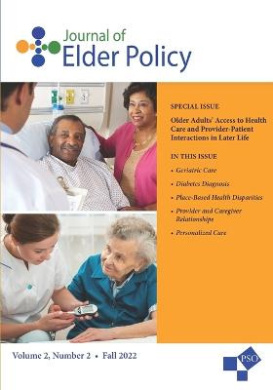 Journal of
Elder Policy
SPECIAL ISSUE
Older Adults' Access to Health
Care and Provider-Patient
Interactions in Later Life
IN THIS ISSUE
• Geriatric Care
• Diabetes Diagnosis
• Place-Based Health Disparities
• Provider and Caregiver
Relationships
• Personalized Care
Volume 2, Number 2 • Fall 2022
PSO